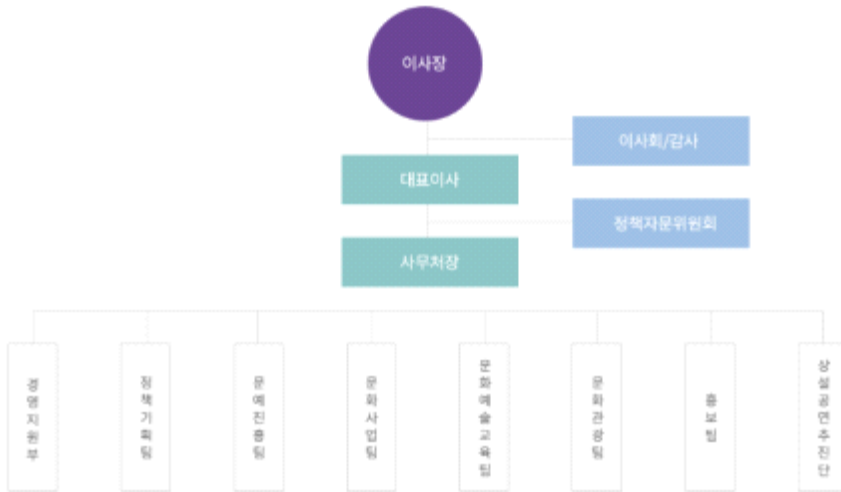 이사장
이사회/감사
대표이사
정책자문위원회
사무처장
경영지원부
정책기획팀
문예진흥팀
문화사업팀
문화예술교육팀
문화관광팀
홍보팀
상설공연추진단